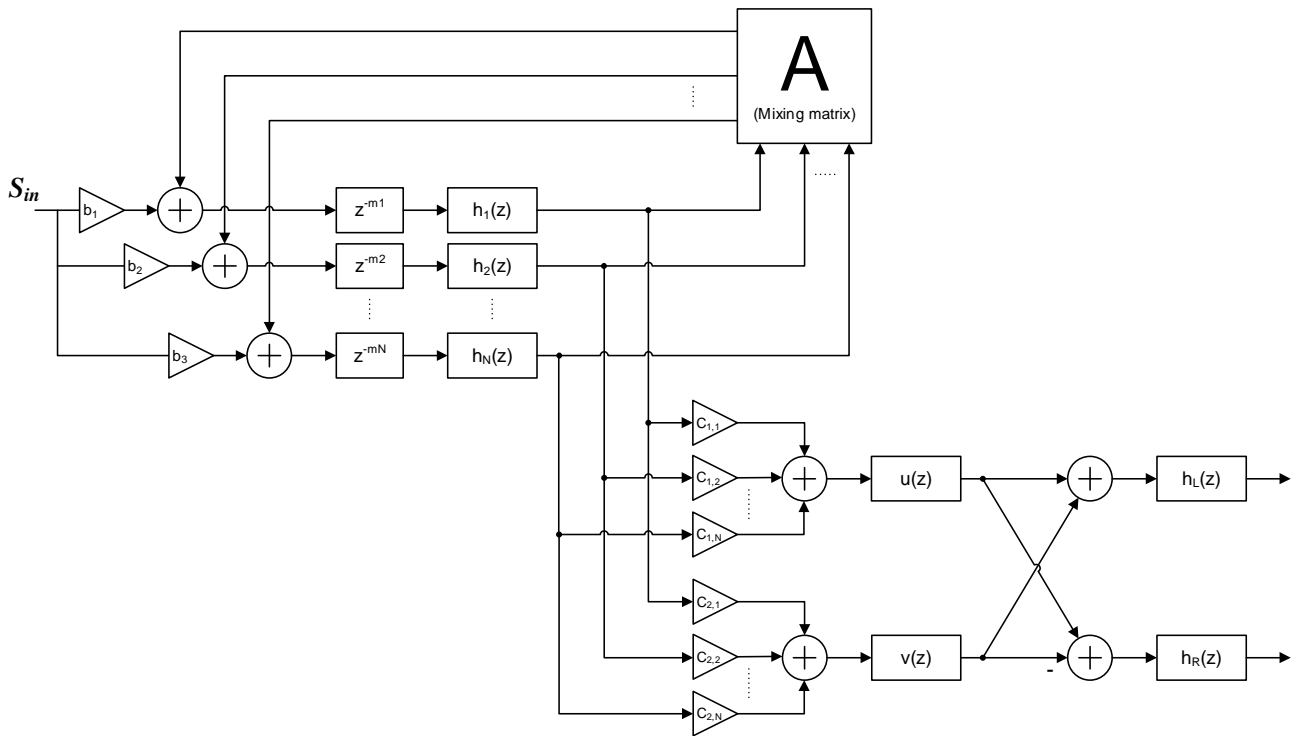 A
(Mixing matrix)
S_in
b_1
z^-m1
h_1(z)
b_2
z^-m2
h_2(z)
b_3
z^-mN
h_N(z)
C_1,1
C_1,2
u(z)
h_L(z)
C_1,N
C_2,1
C_2,2
v(z)
-
h_R(z)
C_2,N